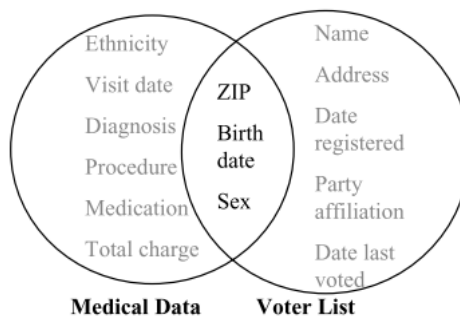 Ethnicity
Visit date
Diagnosis
Procedure
Medication
Total charge
ZIP
Birth
date
Sex
Name
Address
Date
registered
Party
affiliation
Date last
voted
Medical Data
Voter List